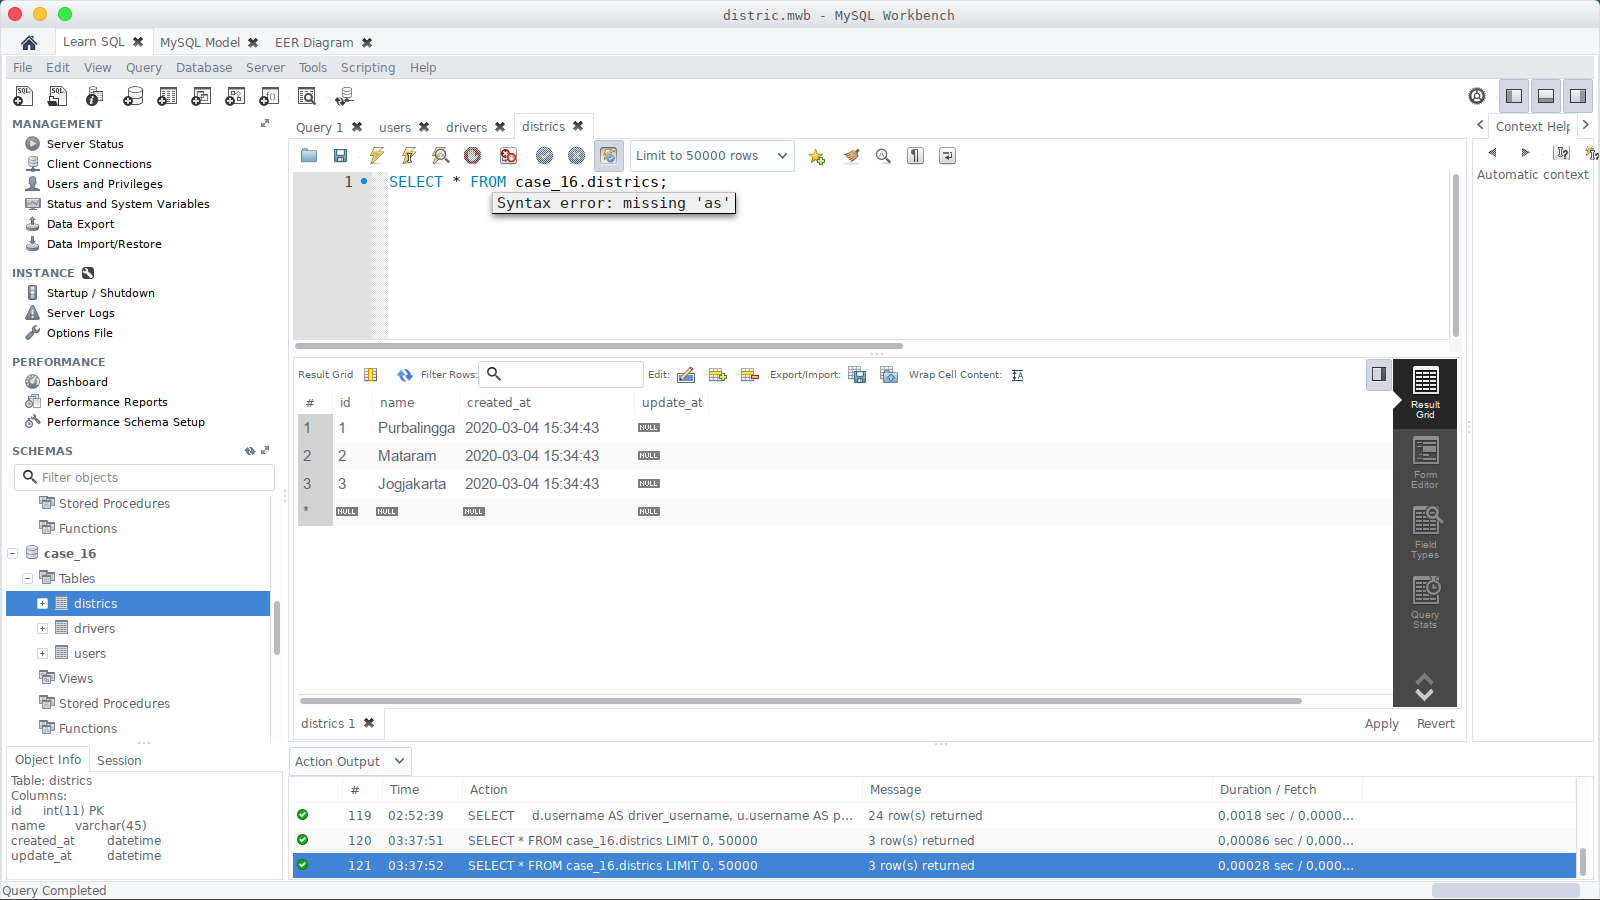 distric.mwb - MySQL Workbench
Learn SQL
MySQL Model
EER Diagram
File Edit View Query Database Server Tools Scripting Help
MANAGEMENT
Server Status
Client Connections
Users and Privileges
Status and System Variables
Data Export
Data Import/Restore
INSTANCE
Startup / Shutdown
Server Logs
Options File
PERFORMANCE
Dashboard
Performance Reports
Performance Schema Setup
SCHEMAS
Filter objects
Stored Procedures
Functions
case_16
Tables
districs
drivers
users
Views
Stored Procedures
Functions
Object Info Session
Table: districs
Columns:
id int(11) PK
name varchar(45)
created_at datetime
update_at datetime
Query 1 users drivers districs
Limit to 50000 rows
1 SELECT * FROM case_16.districs;
Syntax error: missing 'as'
Result Grid Filter Rows: Edit: Export/Import: Wrap Cell Content:
# id name created_at update_at
1 1 Purbalingga 2020-03-04 15:34:43 NULL
2 2 Mataram 2020-03-04 15:34:43 NULL
3 3 Jogjakarta 2020-03-04 15:34:43 NULL
* NULL NULL NULL NULL
Result
Grid
Form
Editor
Field
Types
Query
Stats
districs 1
Apply Revert
Context Help
Automatic context
Action Output
# Time Action Message Duration / Fetch
119 02:52:39 SELECT d.username AS driver_username, u.username AS p... 24 row(s) returned 0,0018 sec / 0,0000...
120 03:37:51 SELECT * FROM case_16.districs LIMIT 0, 50000 3 row(s) returned 0,00086 sec / 0,000...
121 03:37:52 SELECT * FROM case_16.districs LIMIT 0, 50000 3 row(s) returned 0,00028 sec / 0,000...
Query Completed